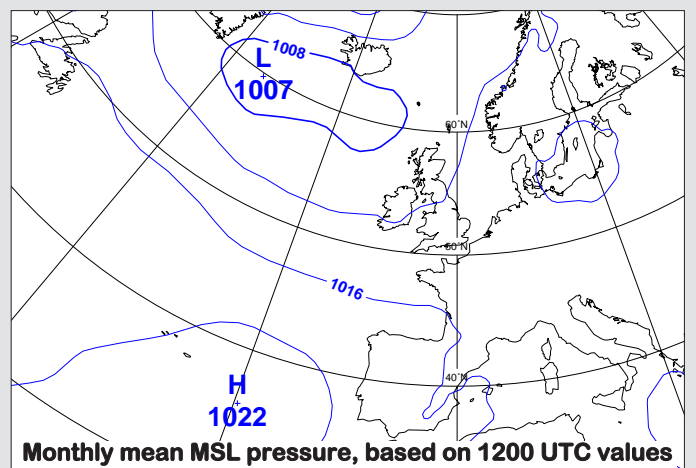 1008
L
1007
60°N
50°N
1016
40°N
H
1022
Monthly mean MSL pressure, based on 1200 UTC values